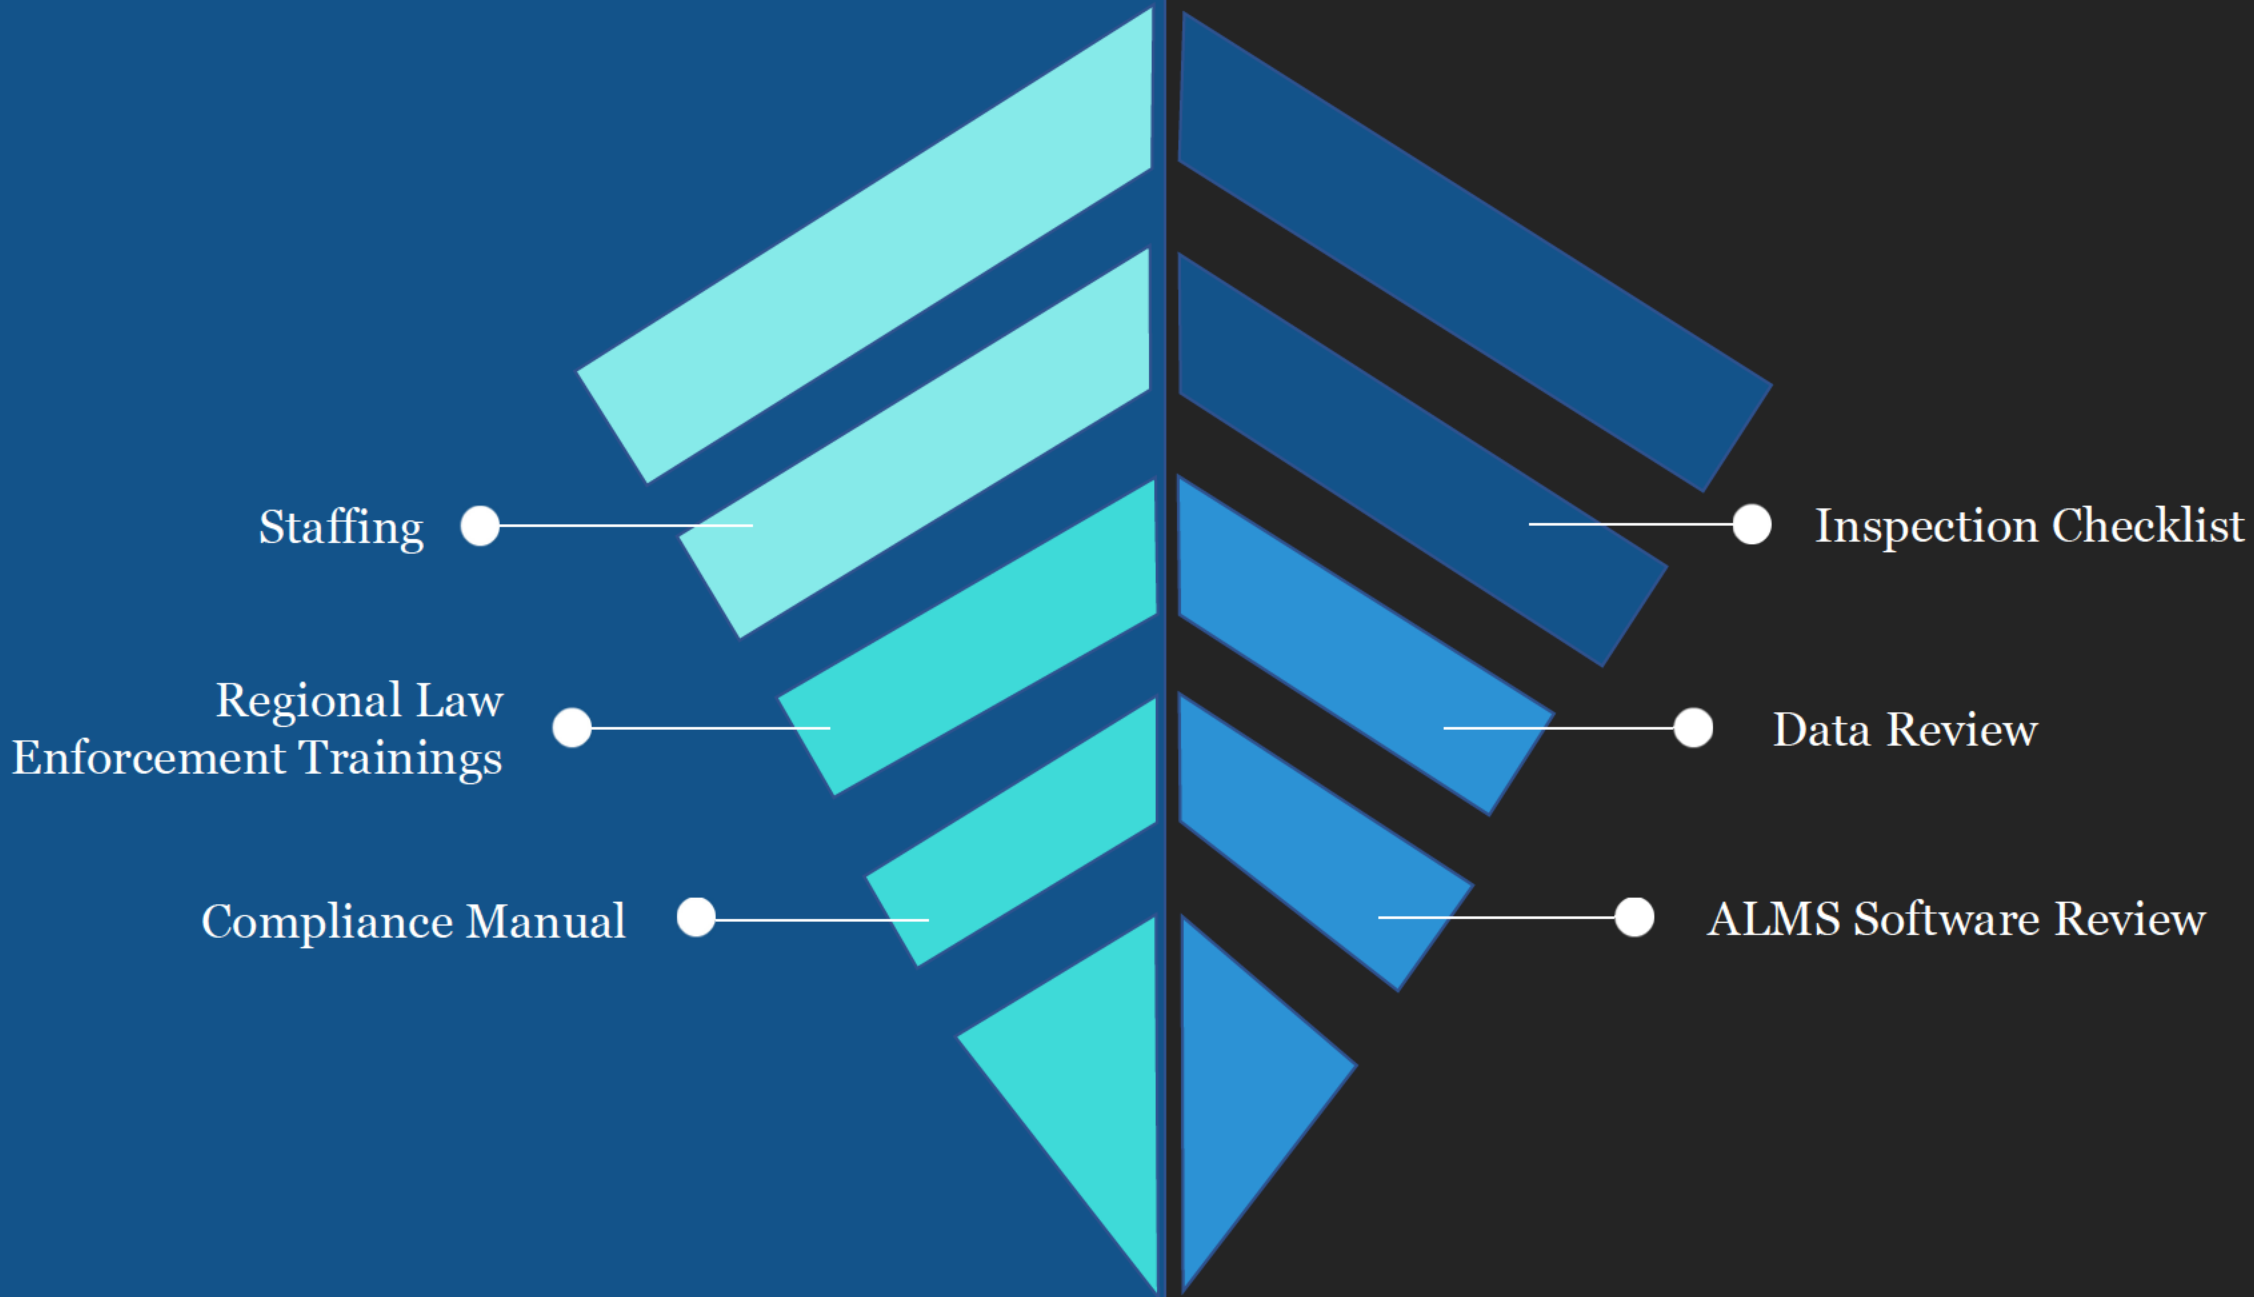 Staffing
Regional Law
Enforcement Trainings
Compliance Manual
Inspection Checklist
Data Review
ALMS Software Review